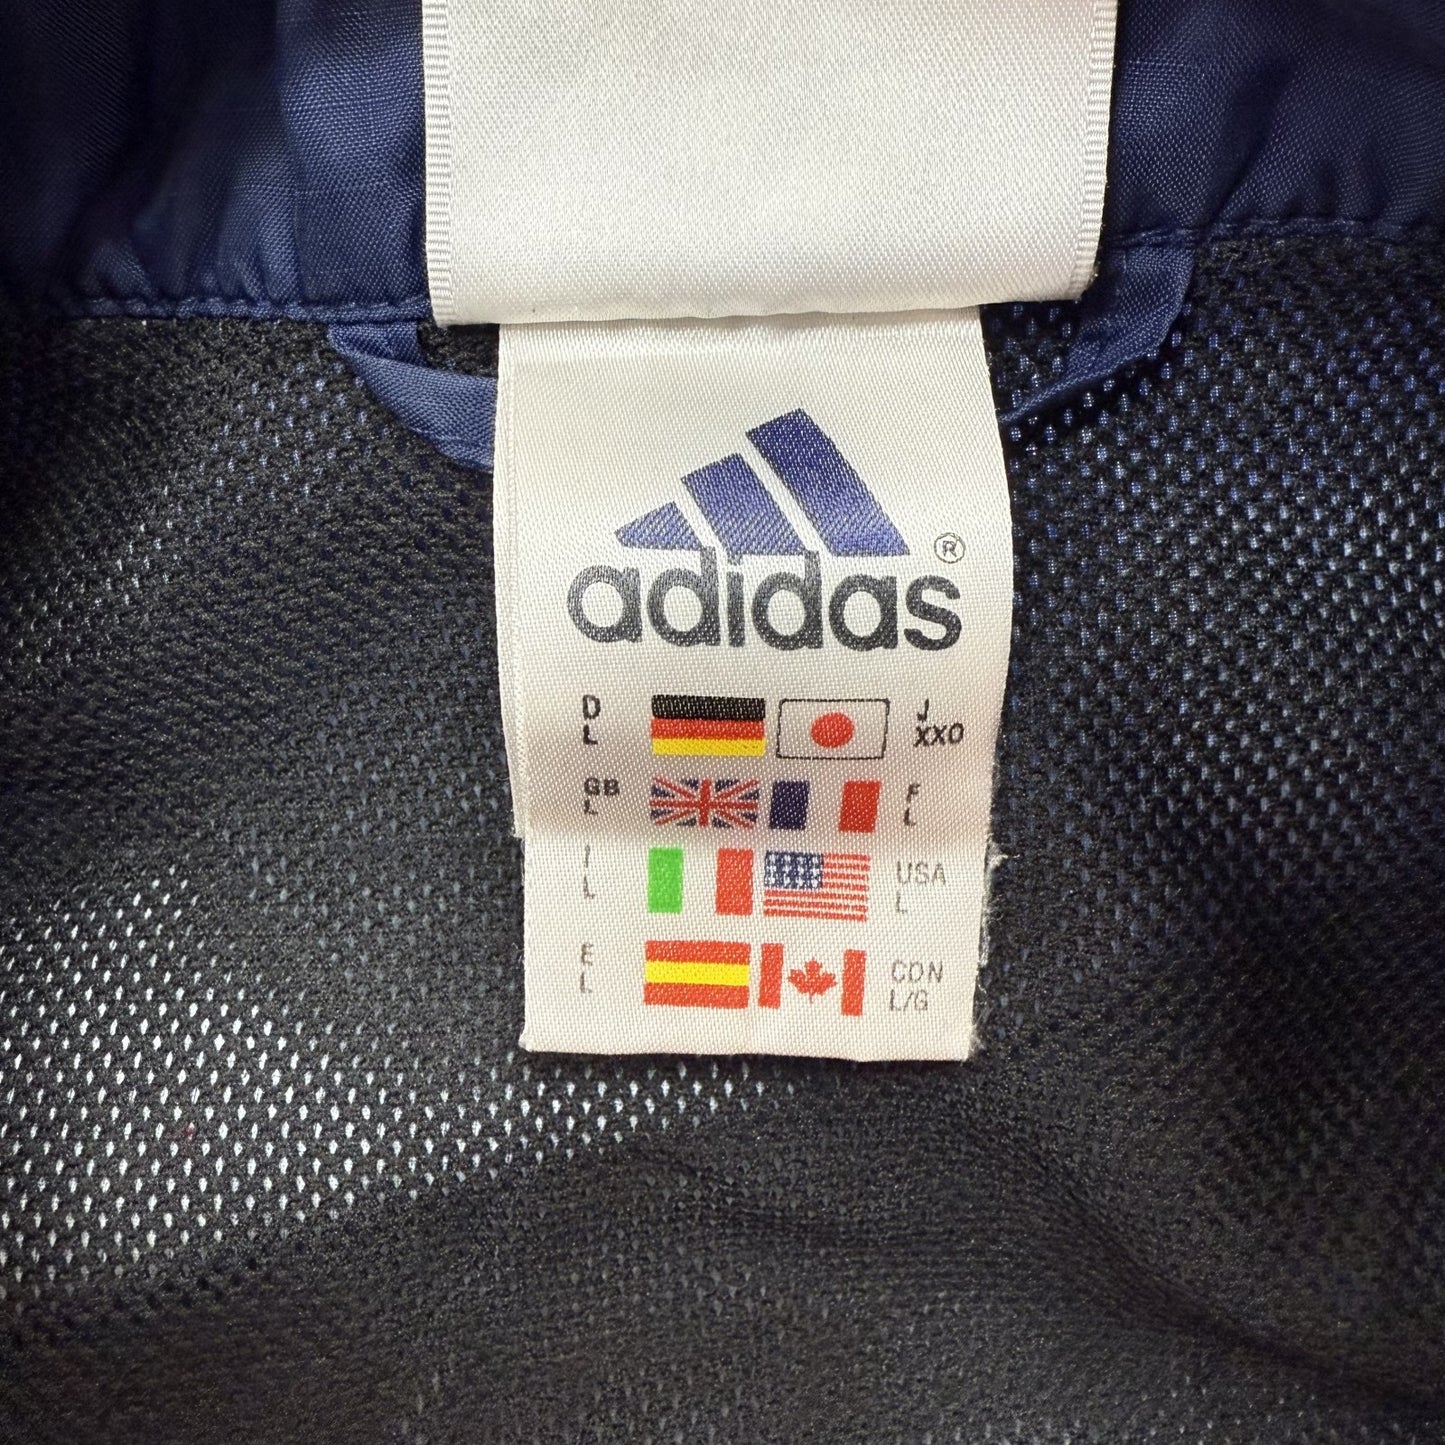 adidas®
D J
L XXO
GB F
L L
I USA
L L
E CDN
L L/G